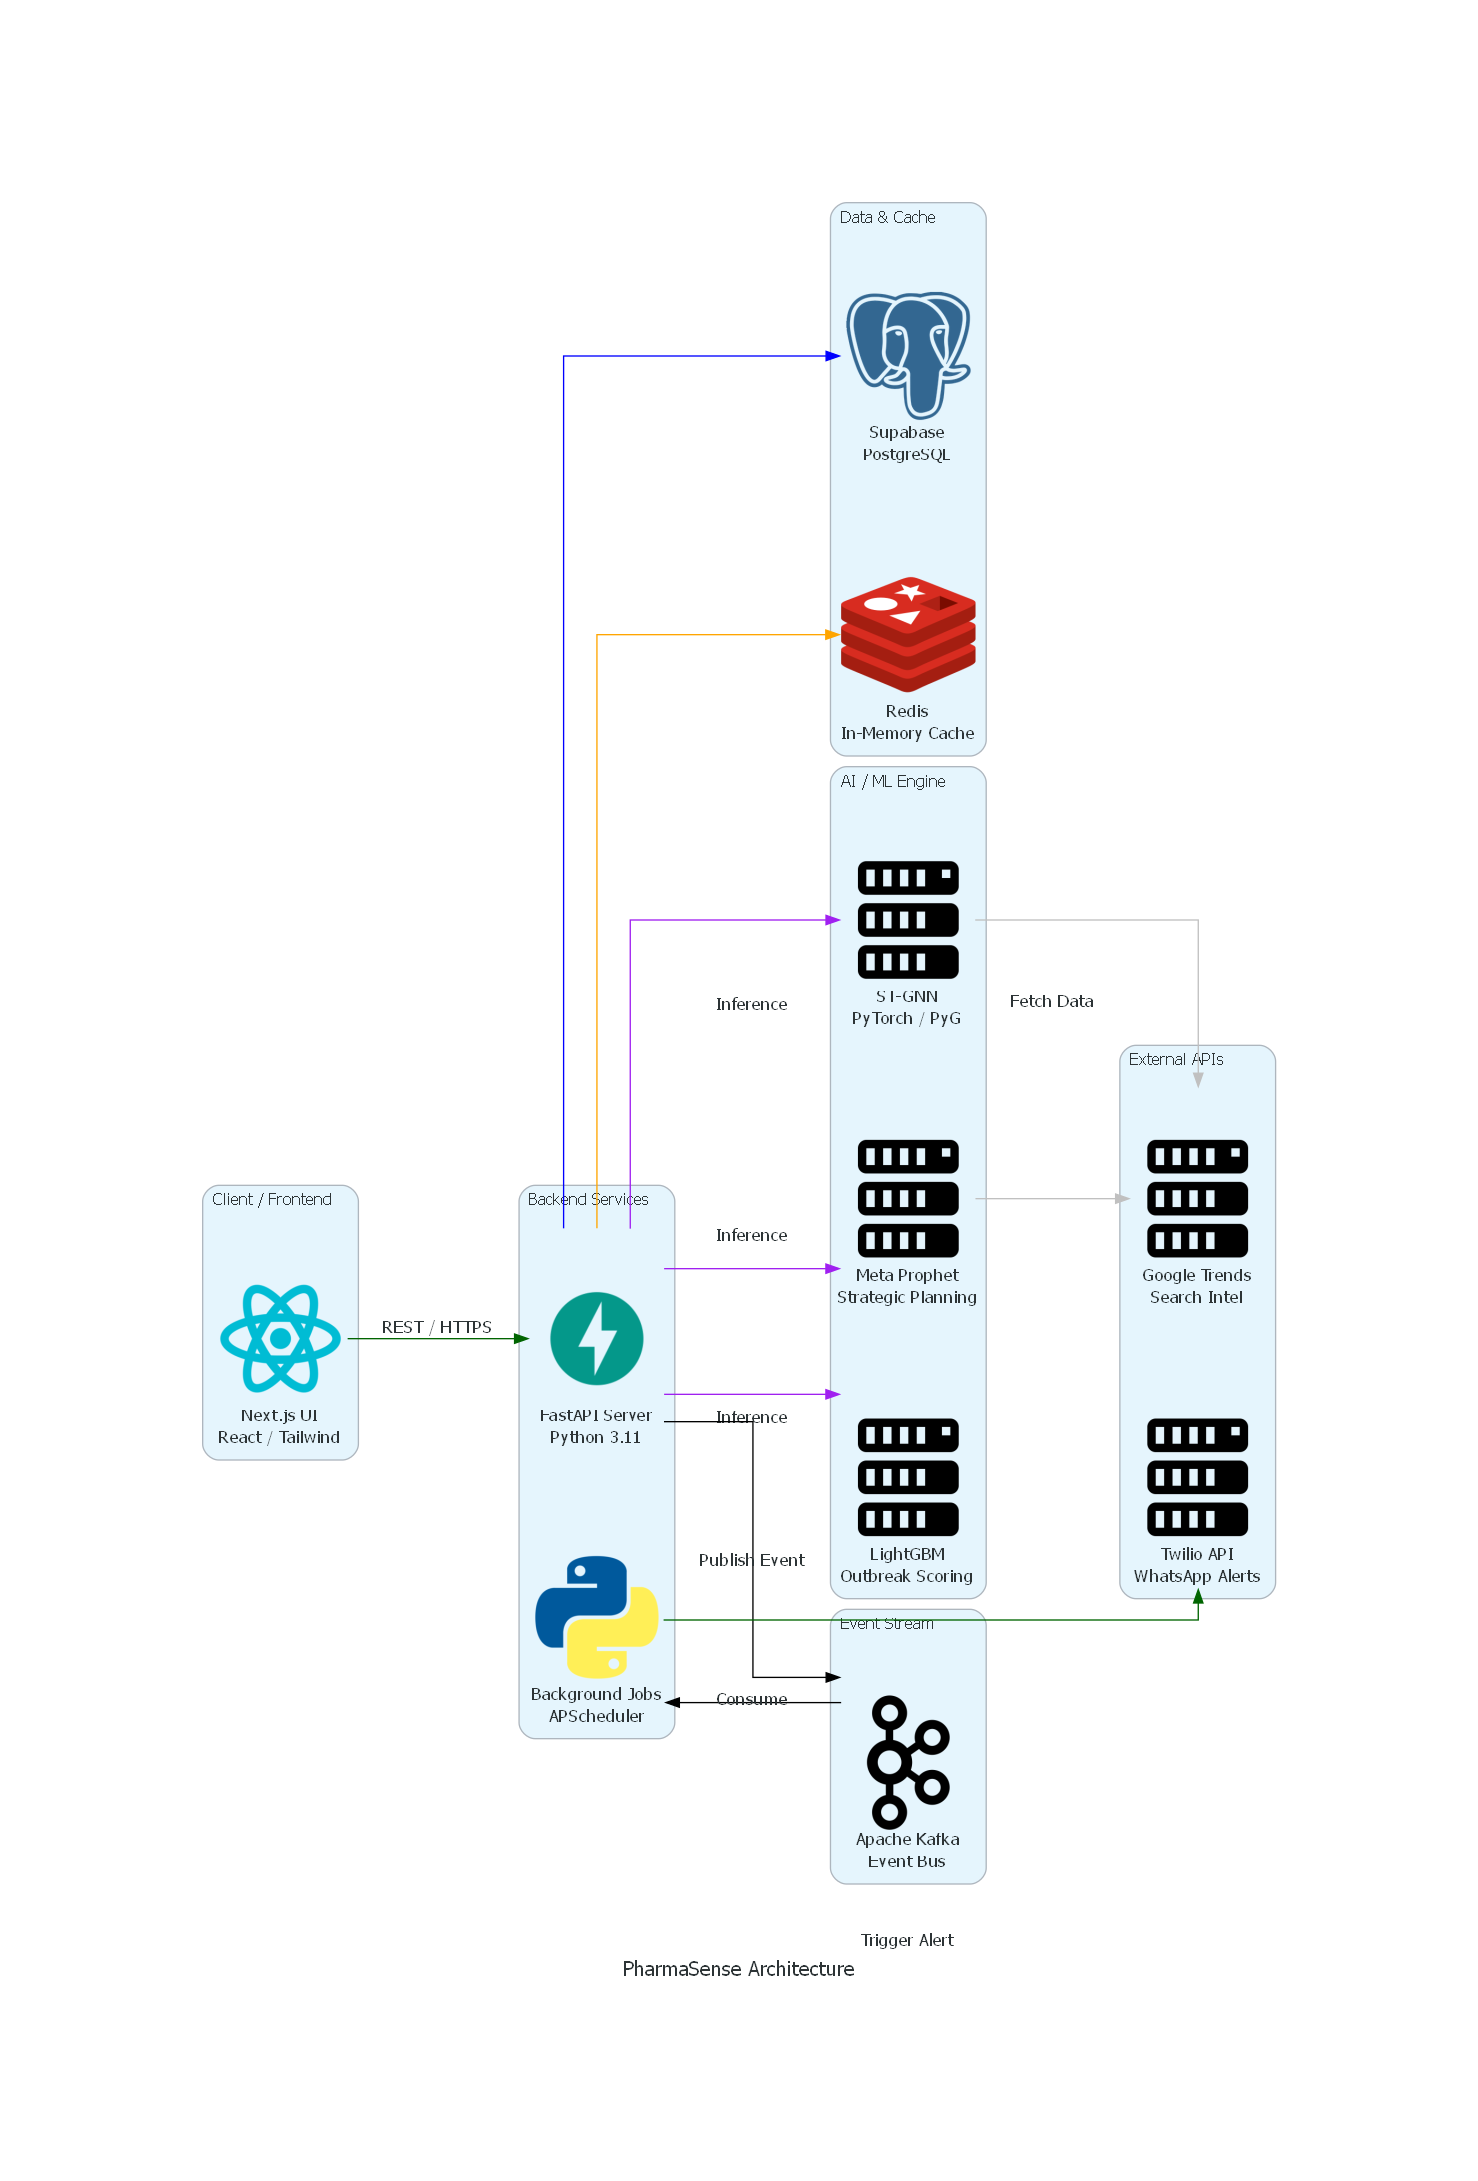 Data & Cache
Supabase
PostgreSQL
Redis
In-Memory Cache
AI / ML Engine
ST-GNN
PyTorch / PyG
Inference
Fetch Data
External APIs
Meta Prophet
Strategic Planning
Inference
Google Trends
Search Intel
Client / Frontend
Next.js UI
React / Tailwind
REST / HTTPS
Backend Services
FastAPI Server
Python 3.11
Inference
LightGBM
Outbreak Scoring
Twilio API
WhatsApp Alerts
Publish Event
Background Jobs
APScheduler
Event Stream
Consume
Apache Kafka
Event Bus
Trigger Alert
PharmaSense Architecture